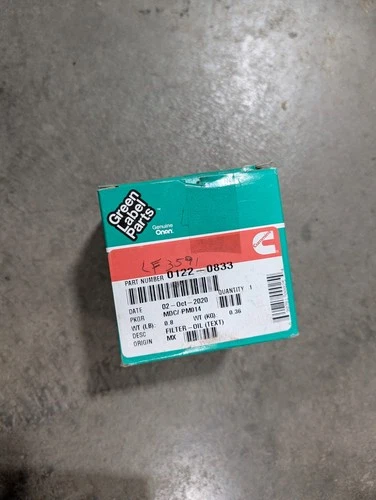 Green
Label
Parts™
Genuine
Onan
LF3591
PART NUMBER 0122-0833
DATE 02-Oct-2020 QUANTITY 1
PKGR MDC/PM014
WT (LB) 0.8 WT (KG) 0.36
DESC FILTER-OIL (TEXT)
ORIGIN MX